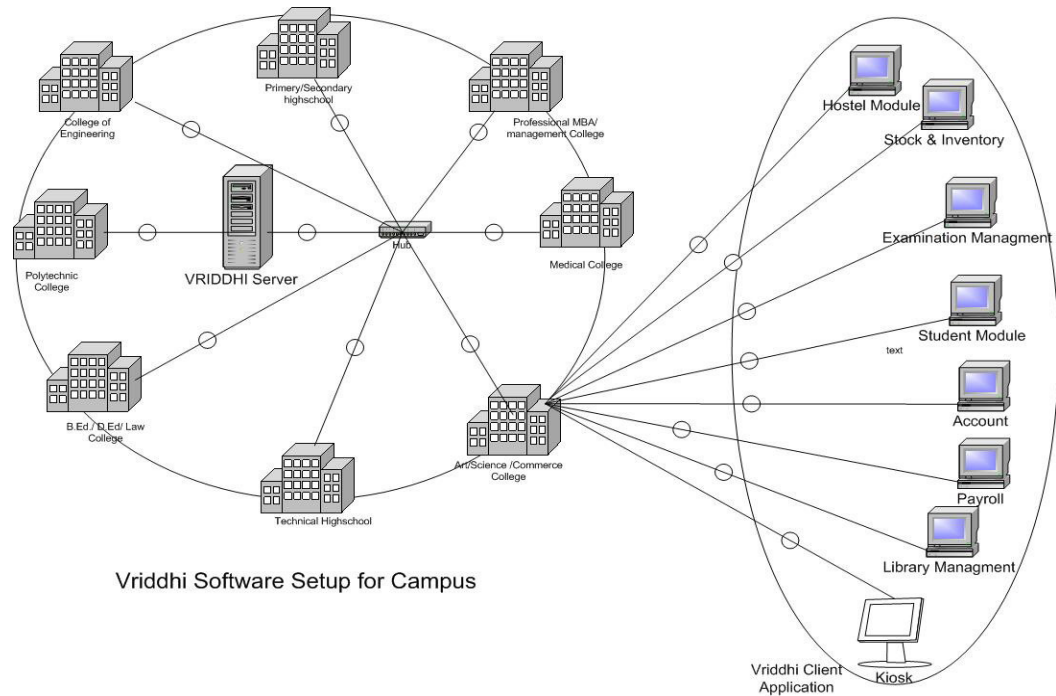 Primery/Secondary
highschool
College of
Engineering
Professional MBA/
management College
Hostel Module
Stock & Inventory
Polytechnic
College
VRIDDHI Server
Hub
Medical College
Examination Managment
Student Module
text
B.Ed./ D.Ed/ Law
College
Technical Highschool
Art/Science /Commerce
College
Account
Payroll
Library Managment
Kiosk
Vriddhi Client
Application
Vriddhi Software Setup for Campus